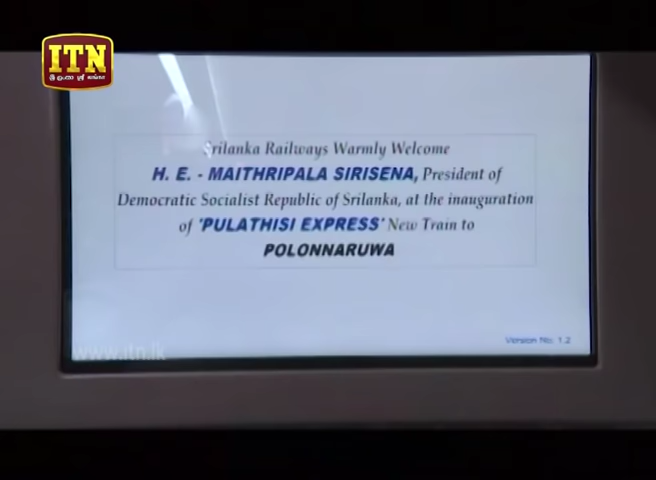 ITN
Srilanka Railways Warmly Welcome
H. E. - MAITHRIPALA SIRISENA, President of
Democratic Socialist Republic of Srilanka, at the inauguration
of 'PULATHISI EXPRESS' New Train to
POLONNARUWA
Version No: 1.2
www.itn.lk